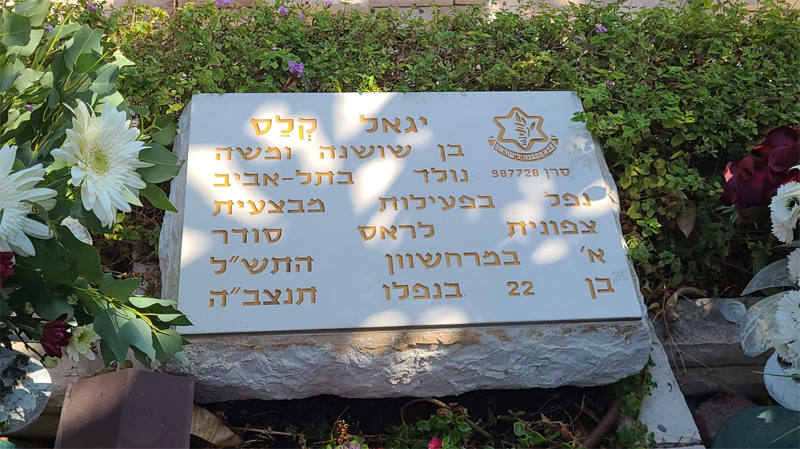 יגאל קְלַס
בן שושנה ומשה
סרן 987728 נולד בתל-אביב
נפל בפעילות מבצעית
צפונית לראס סודר
א׳ במרחשוון התש״ל
בן 22 בנפלו תנצב״ה